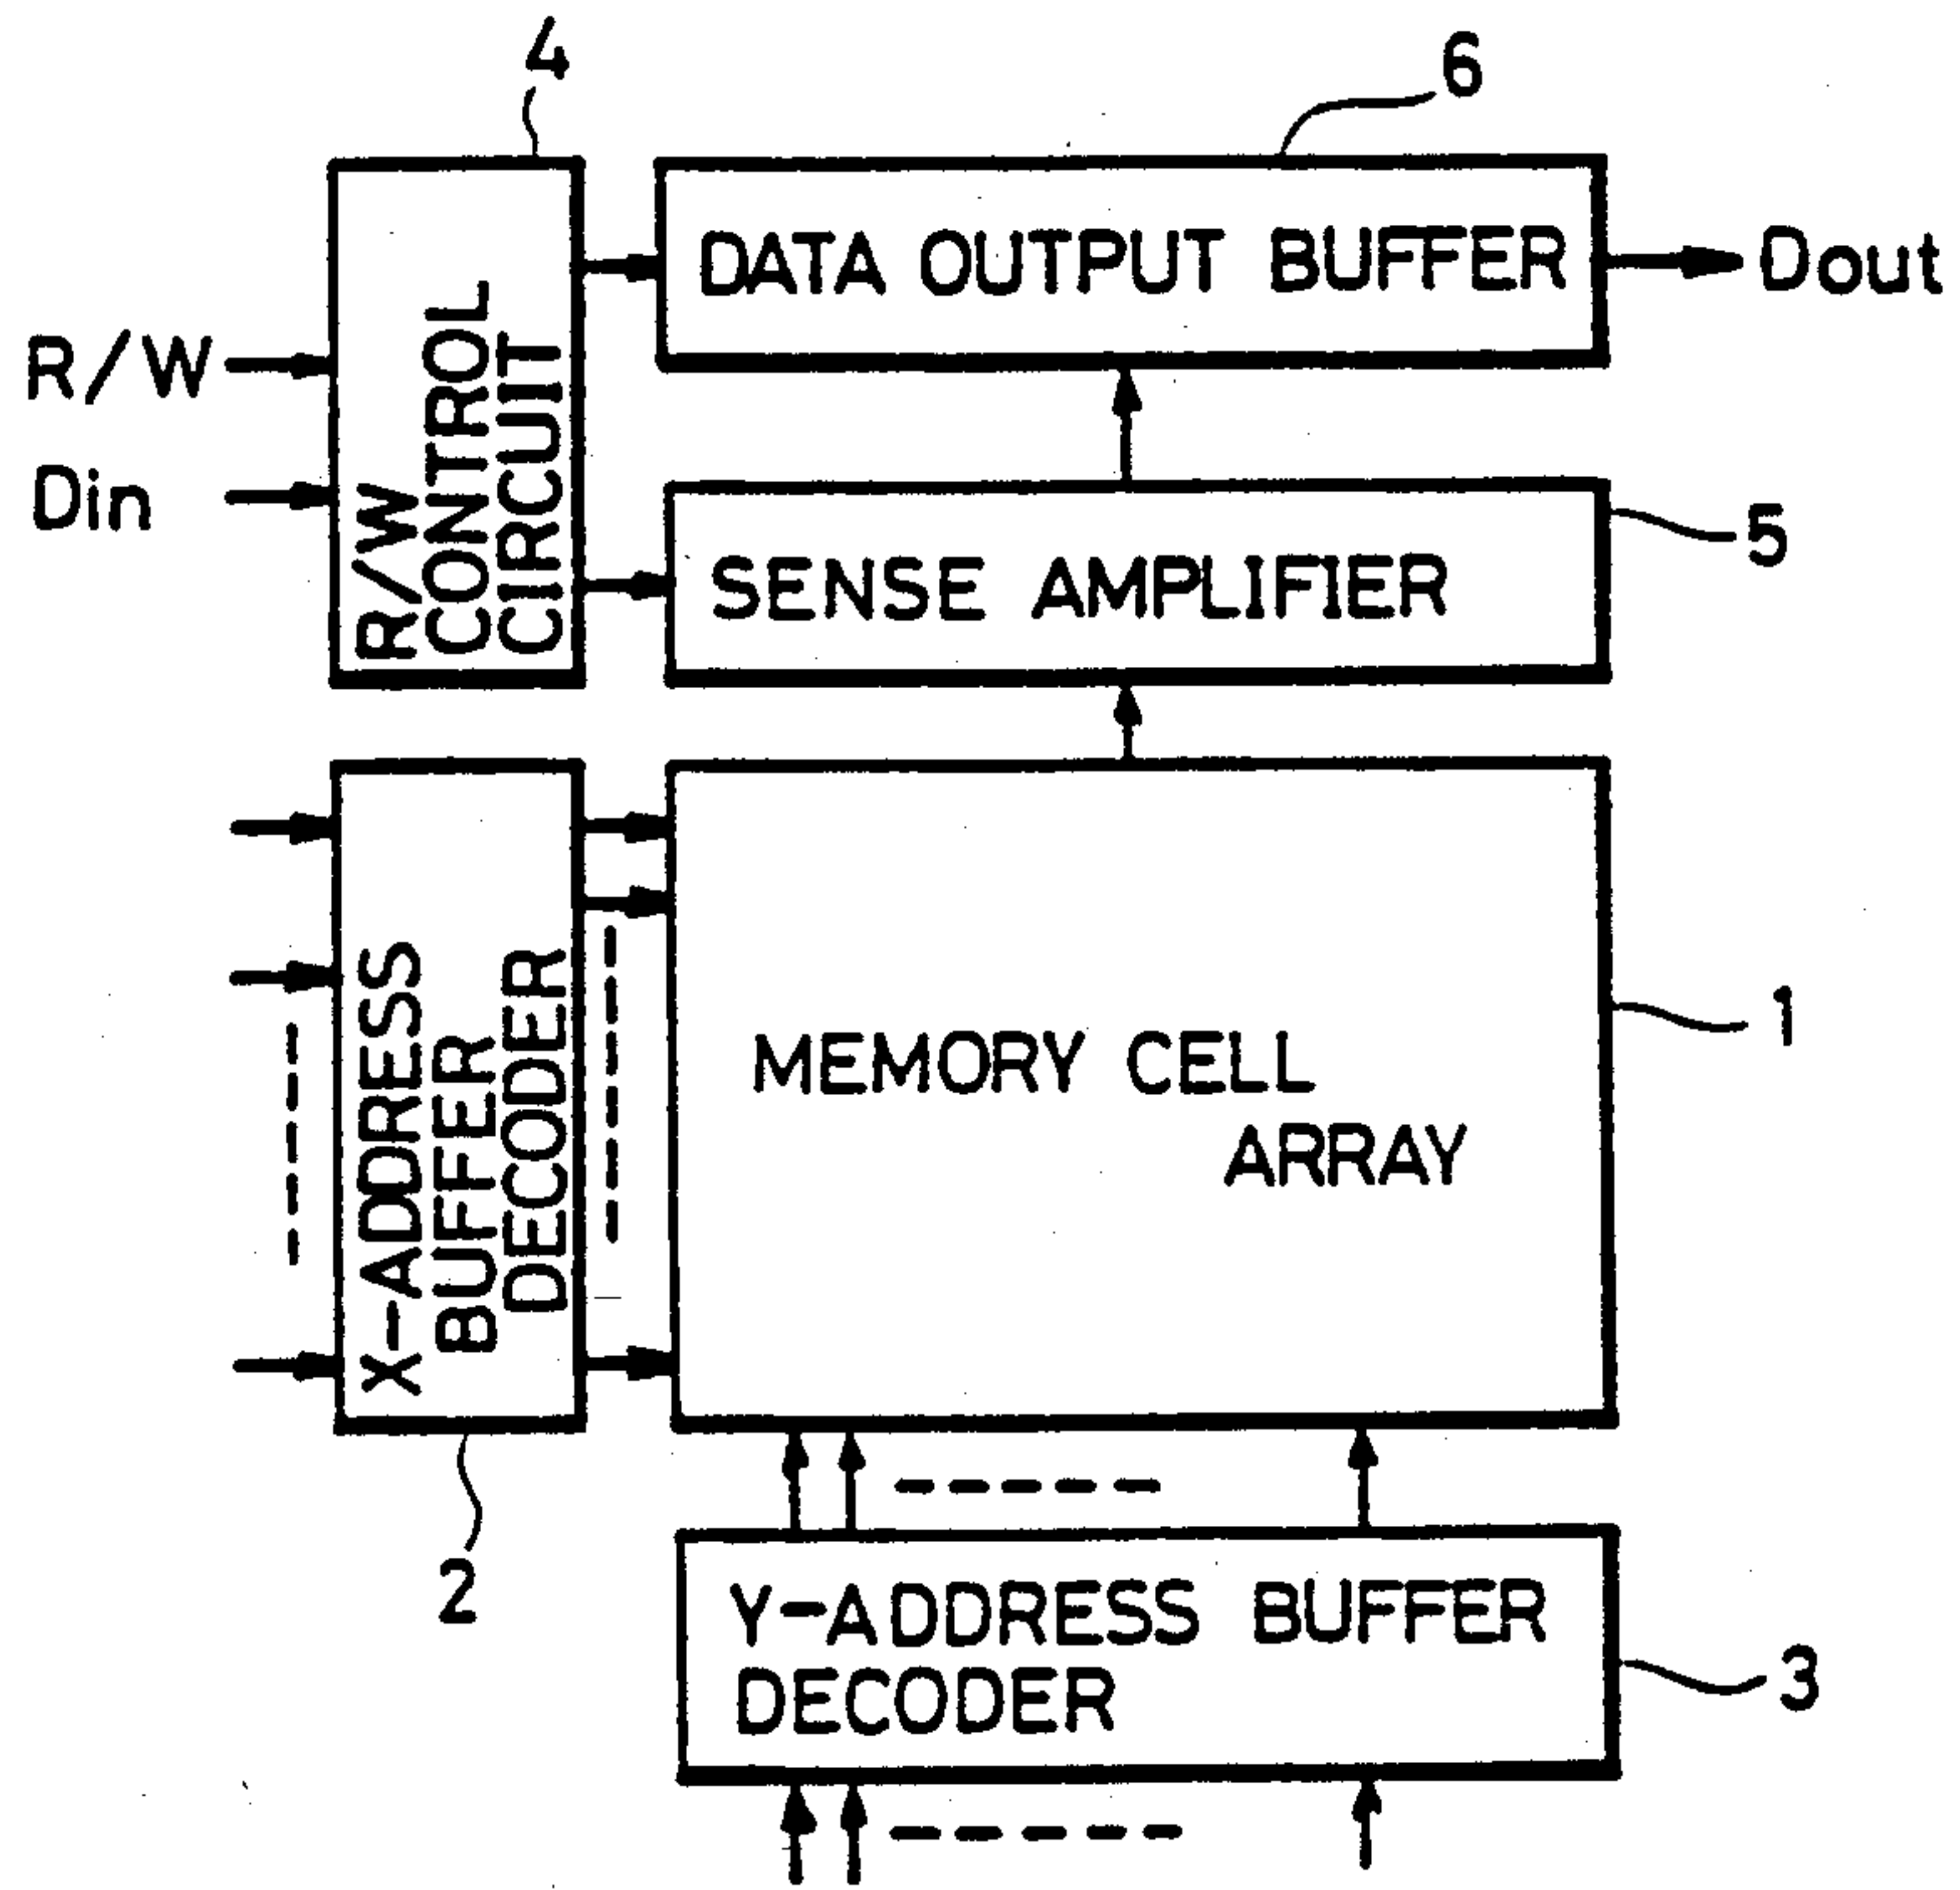 4
6
DATA OUTPUT BUFFER
Dout
R/W
Din
R/W
CONTROL
CIRCUIT
5
SENSE AMPLIFIER
X-ADDRESS
BUFFER
DECODER
MEMORY CELL
ARRAY
1
2
Y-ADDRESS BUFFER
DECODER
3